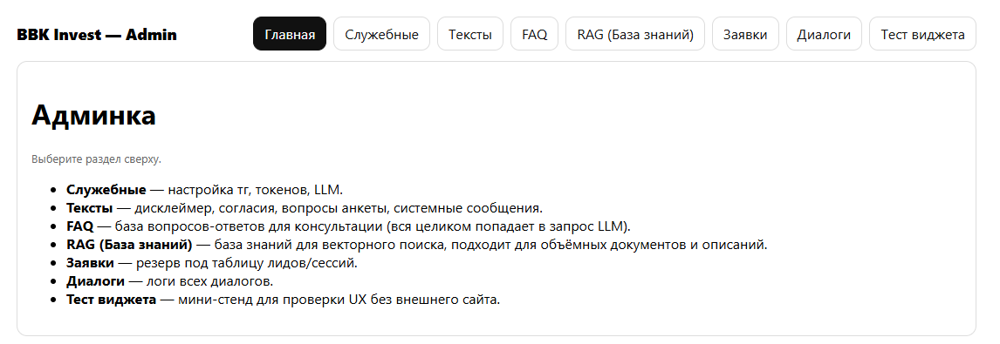 BBK Invest — Admin
Главная
Служебные
Тексты
FAQ
RAG (База знаний)
Заявки
Диалоги
Тест виджета
Админка
Выберите раздел сверху.
Служебные — настройка тг, токенов, LLM.
Тексты — дисклеймер, согласия, вопросы анкеты, системные сообщения.
FAQ — база вопросов-ответов для консультации (вся целиком попадает в запрос LLM).
RAG (База знаний) — база знаний для векторного поиска, подходит для объёмных документов и описаний.
Заявки — резерв под таблицу лидов/сессий.
Диалоги — логи всех диалогов.
Тест виджета — мини-стенд для проверки UX без внешнего сайта.